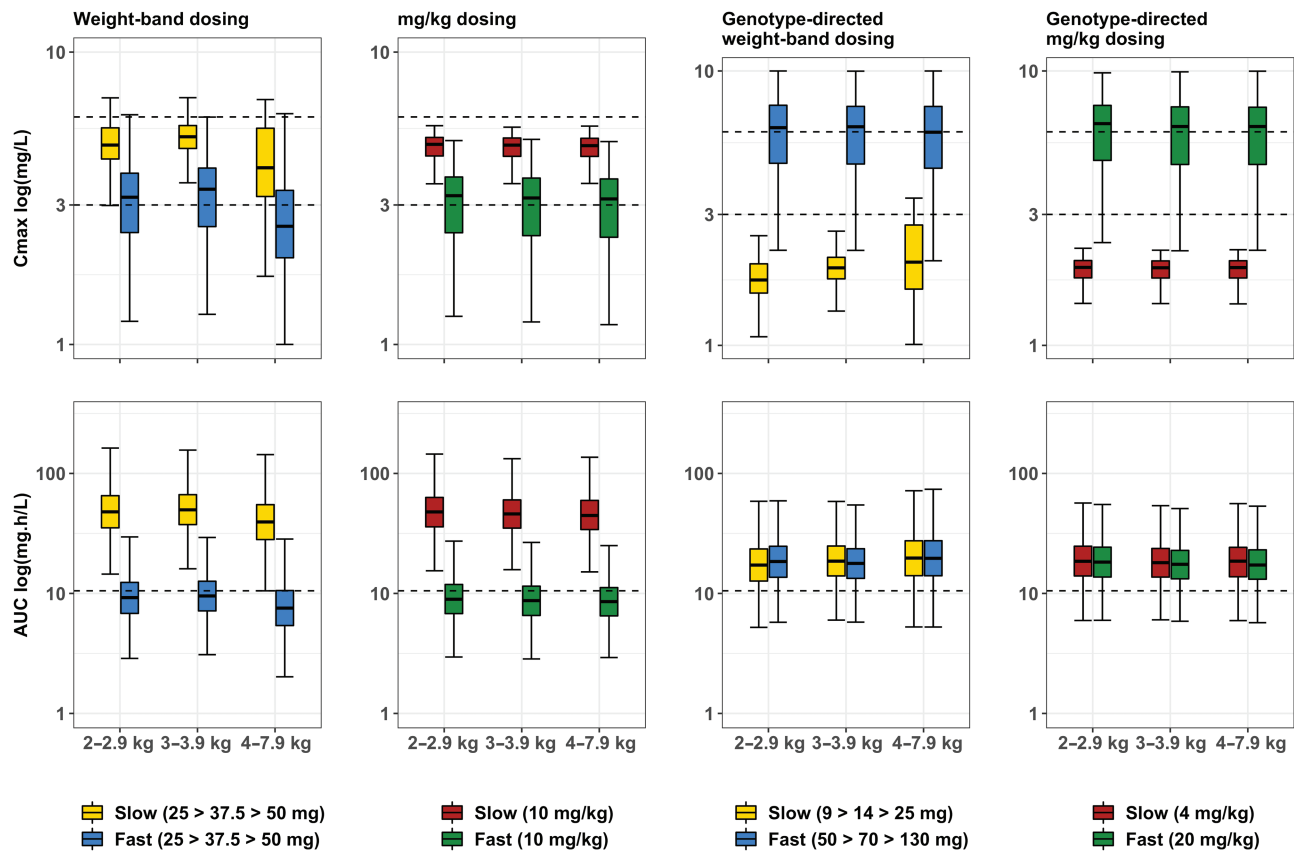 Weight-band dosing
mg/kg dosing
Genotype-directed
weight-band dosing
Genotype-directed
mg/kg dosing
Cmax log(mg/L)
10
3
1
10
3
1
10
3
1
10
3
1
AUC log(mg.h/L)
100
10
1
100
10
1
100
10
1
100
10
1
2–2.9 kg 3–3.9 kg 4–7.9 kg
2–2.9 kg 3–3.9 kg 4–7.9 kg
2–2.9 kg 3–3.9 kg 4–7.9 kg
2–2.9 kg 3–3.9 kg 4–7.9 kg
Slow (25 > 37.5 > 50 mg)
Fast (25 > 37.5 > 50 mg)
Slow (10 mg/kg)
Fast (10 mg/kg)
Slow (9 > 14 > 25 mg)
Fast (50 > 70 > 130 mg)
Slow (4 mg/kg)
Fast (20 mg/kg)